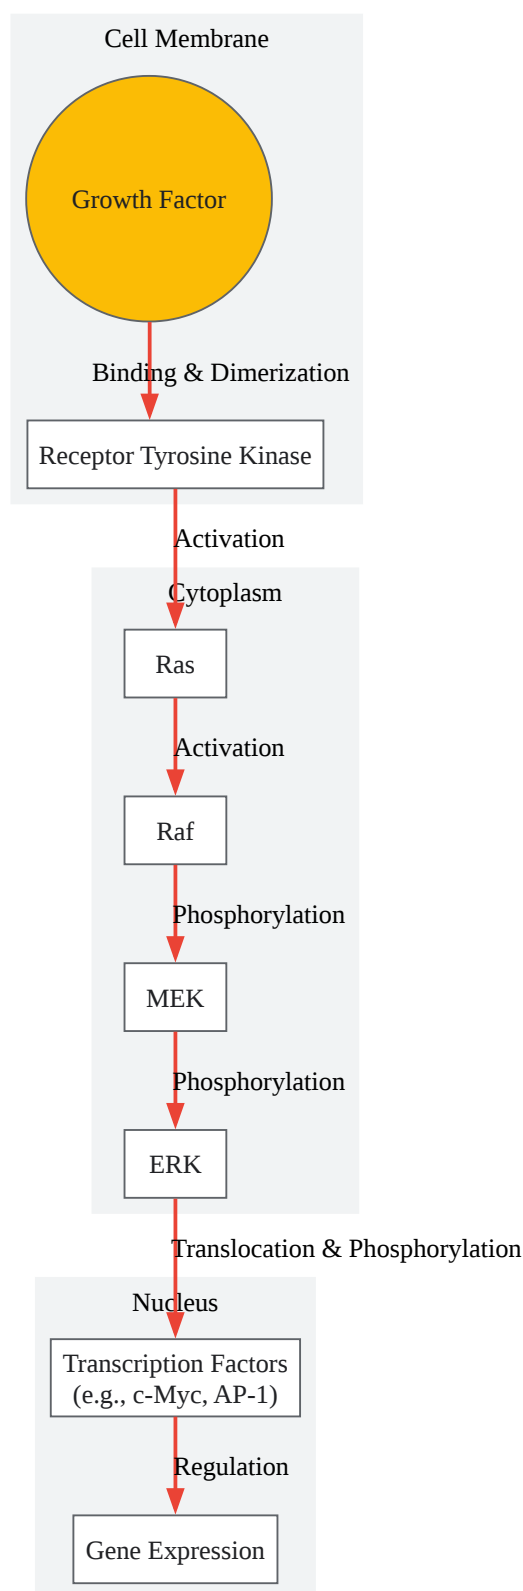 Cell Membrane
Growth Factor
Binding & Dimerization
Receptor Tyrosine Kinase
Activation
Cytoplasm
Ras
Activation
Raf
Phosphorylation
MEK
Phosphorylation
ERK
Translocation & Phosphorylation
Nucleus
Transcription Factors
(e.g., c-Myc, AP-1)
Regulation
Gene Expression